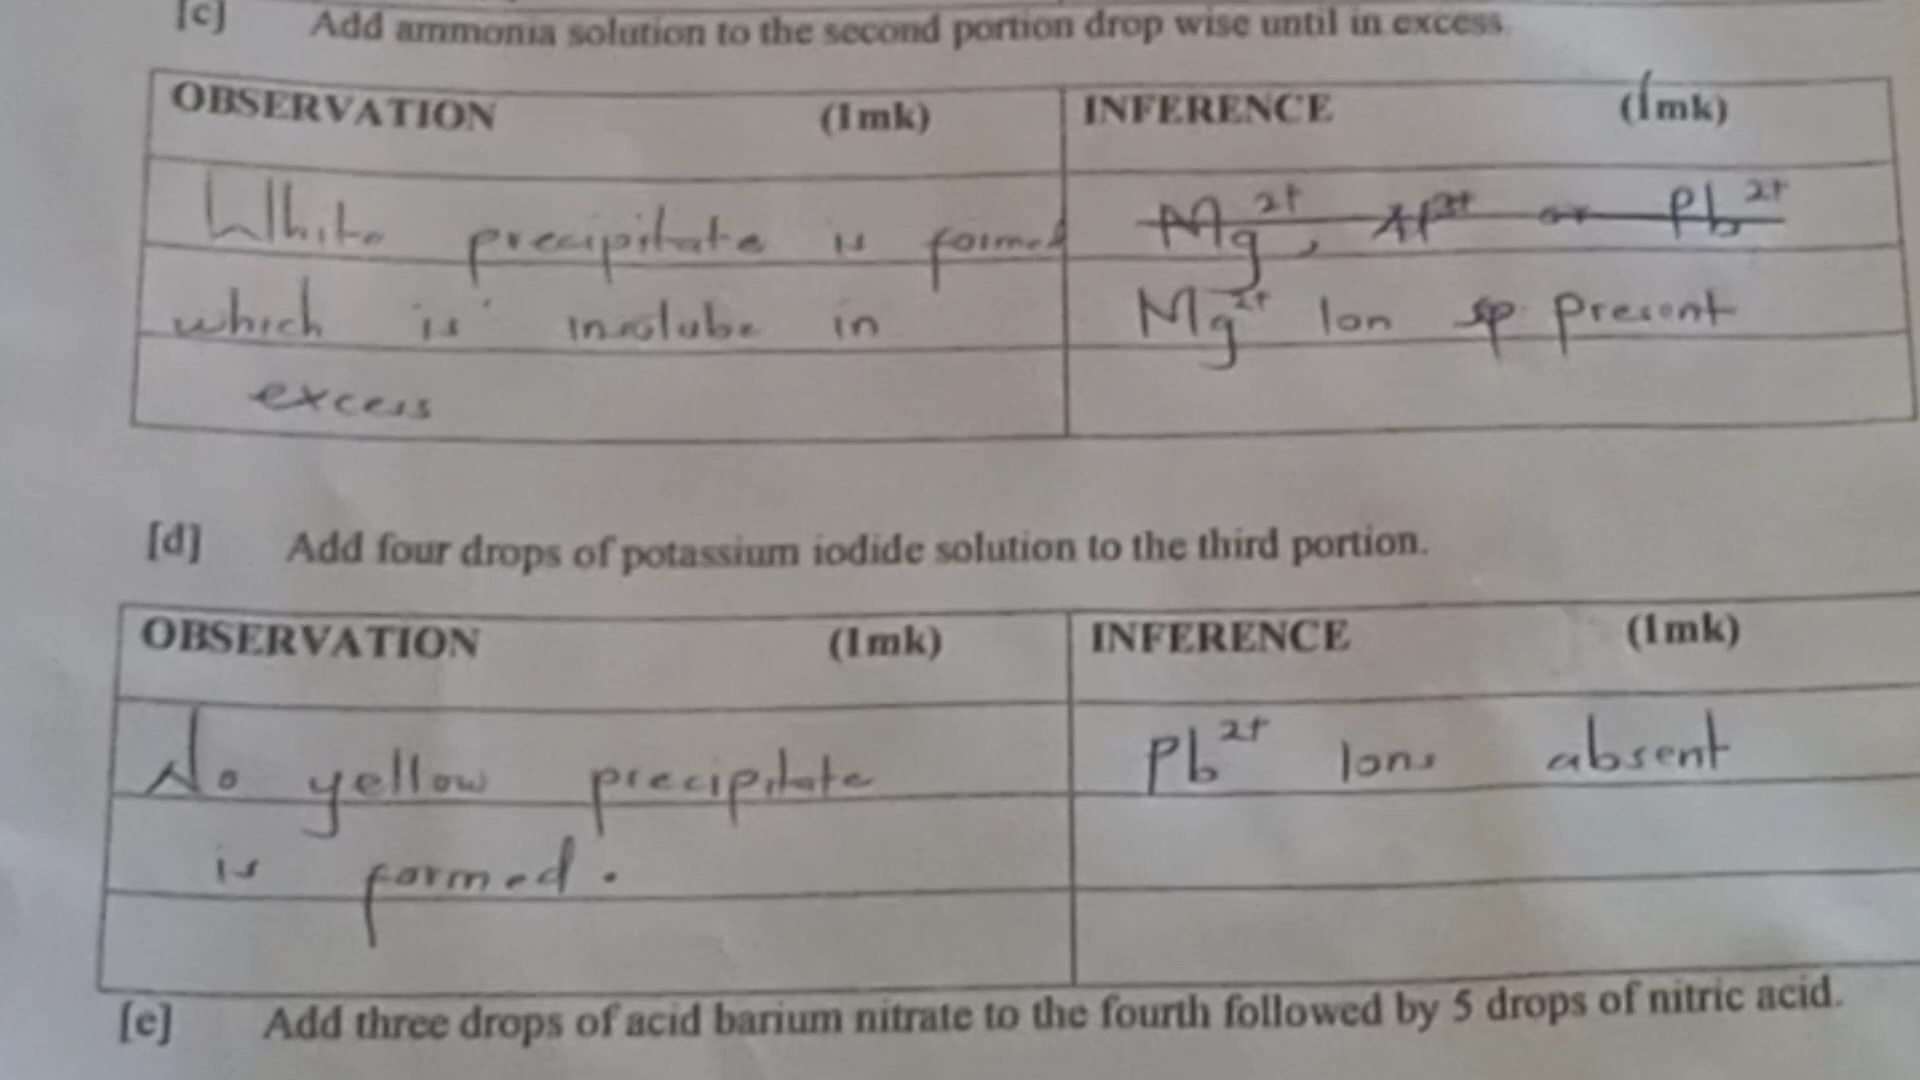 [c] Add ammonia solution to the second portion drop wise until in excess.
OBSERVATION (1mk) INFERENCE (1mk)
White precipitate is formed Mg²⁺, Al³⁺ or Pb²⁺
which is insolube in Mg²⁺ Ion sp present
excess
[d] Add four drops of potassium iodide solution to the third portion.
OBSERVATION (1mk) INFERENCE (1mk)
No yellow precipitate Pb²⁺ Ions absent
is formed.
[e] Add three drops of acid barium nitrate to the fourth followed by 5 drops of nitric acid.